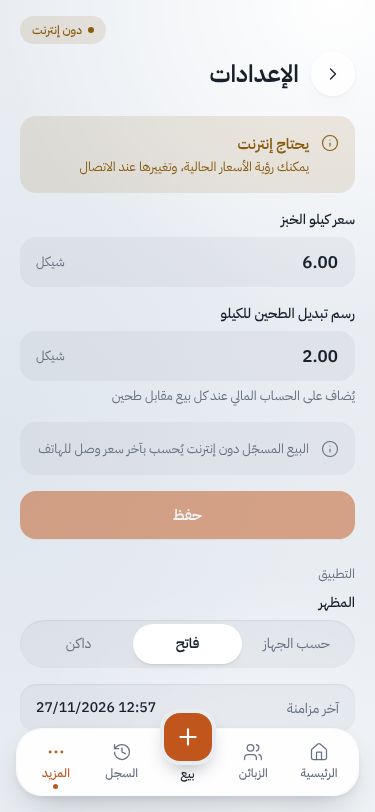 دون إنترنت
الإعدادات
يحتاج إنترنت
يمكنك رؤية الأسعار الحالية، وتغييرها عند الاتصال
سعر كيلو الخبز
6.00 شيكل
رسم تبديل الطحين للكيلو
2.00 شيكل
يُضاف على الحساب المالي عند كل بيع مقابل طحين
البيع المسجّل دون إنترنت يُحسب بآخر سعر وصل للهاتف
حفظ
التطبيق
المظهر
حسب الجهاز فاتح داكن
آخر مزامنة 27/11/2026 12:57
الرئيسية الزبائن بيع السجل المزيد